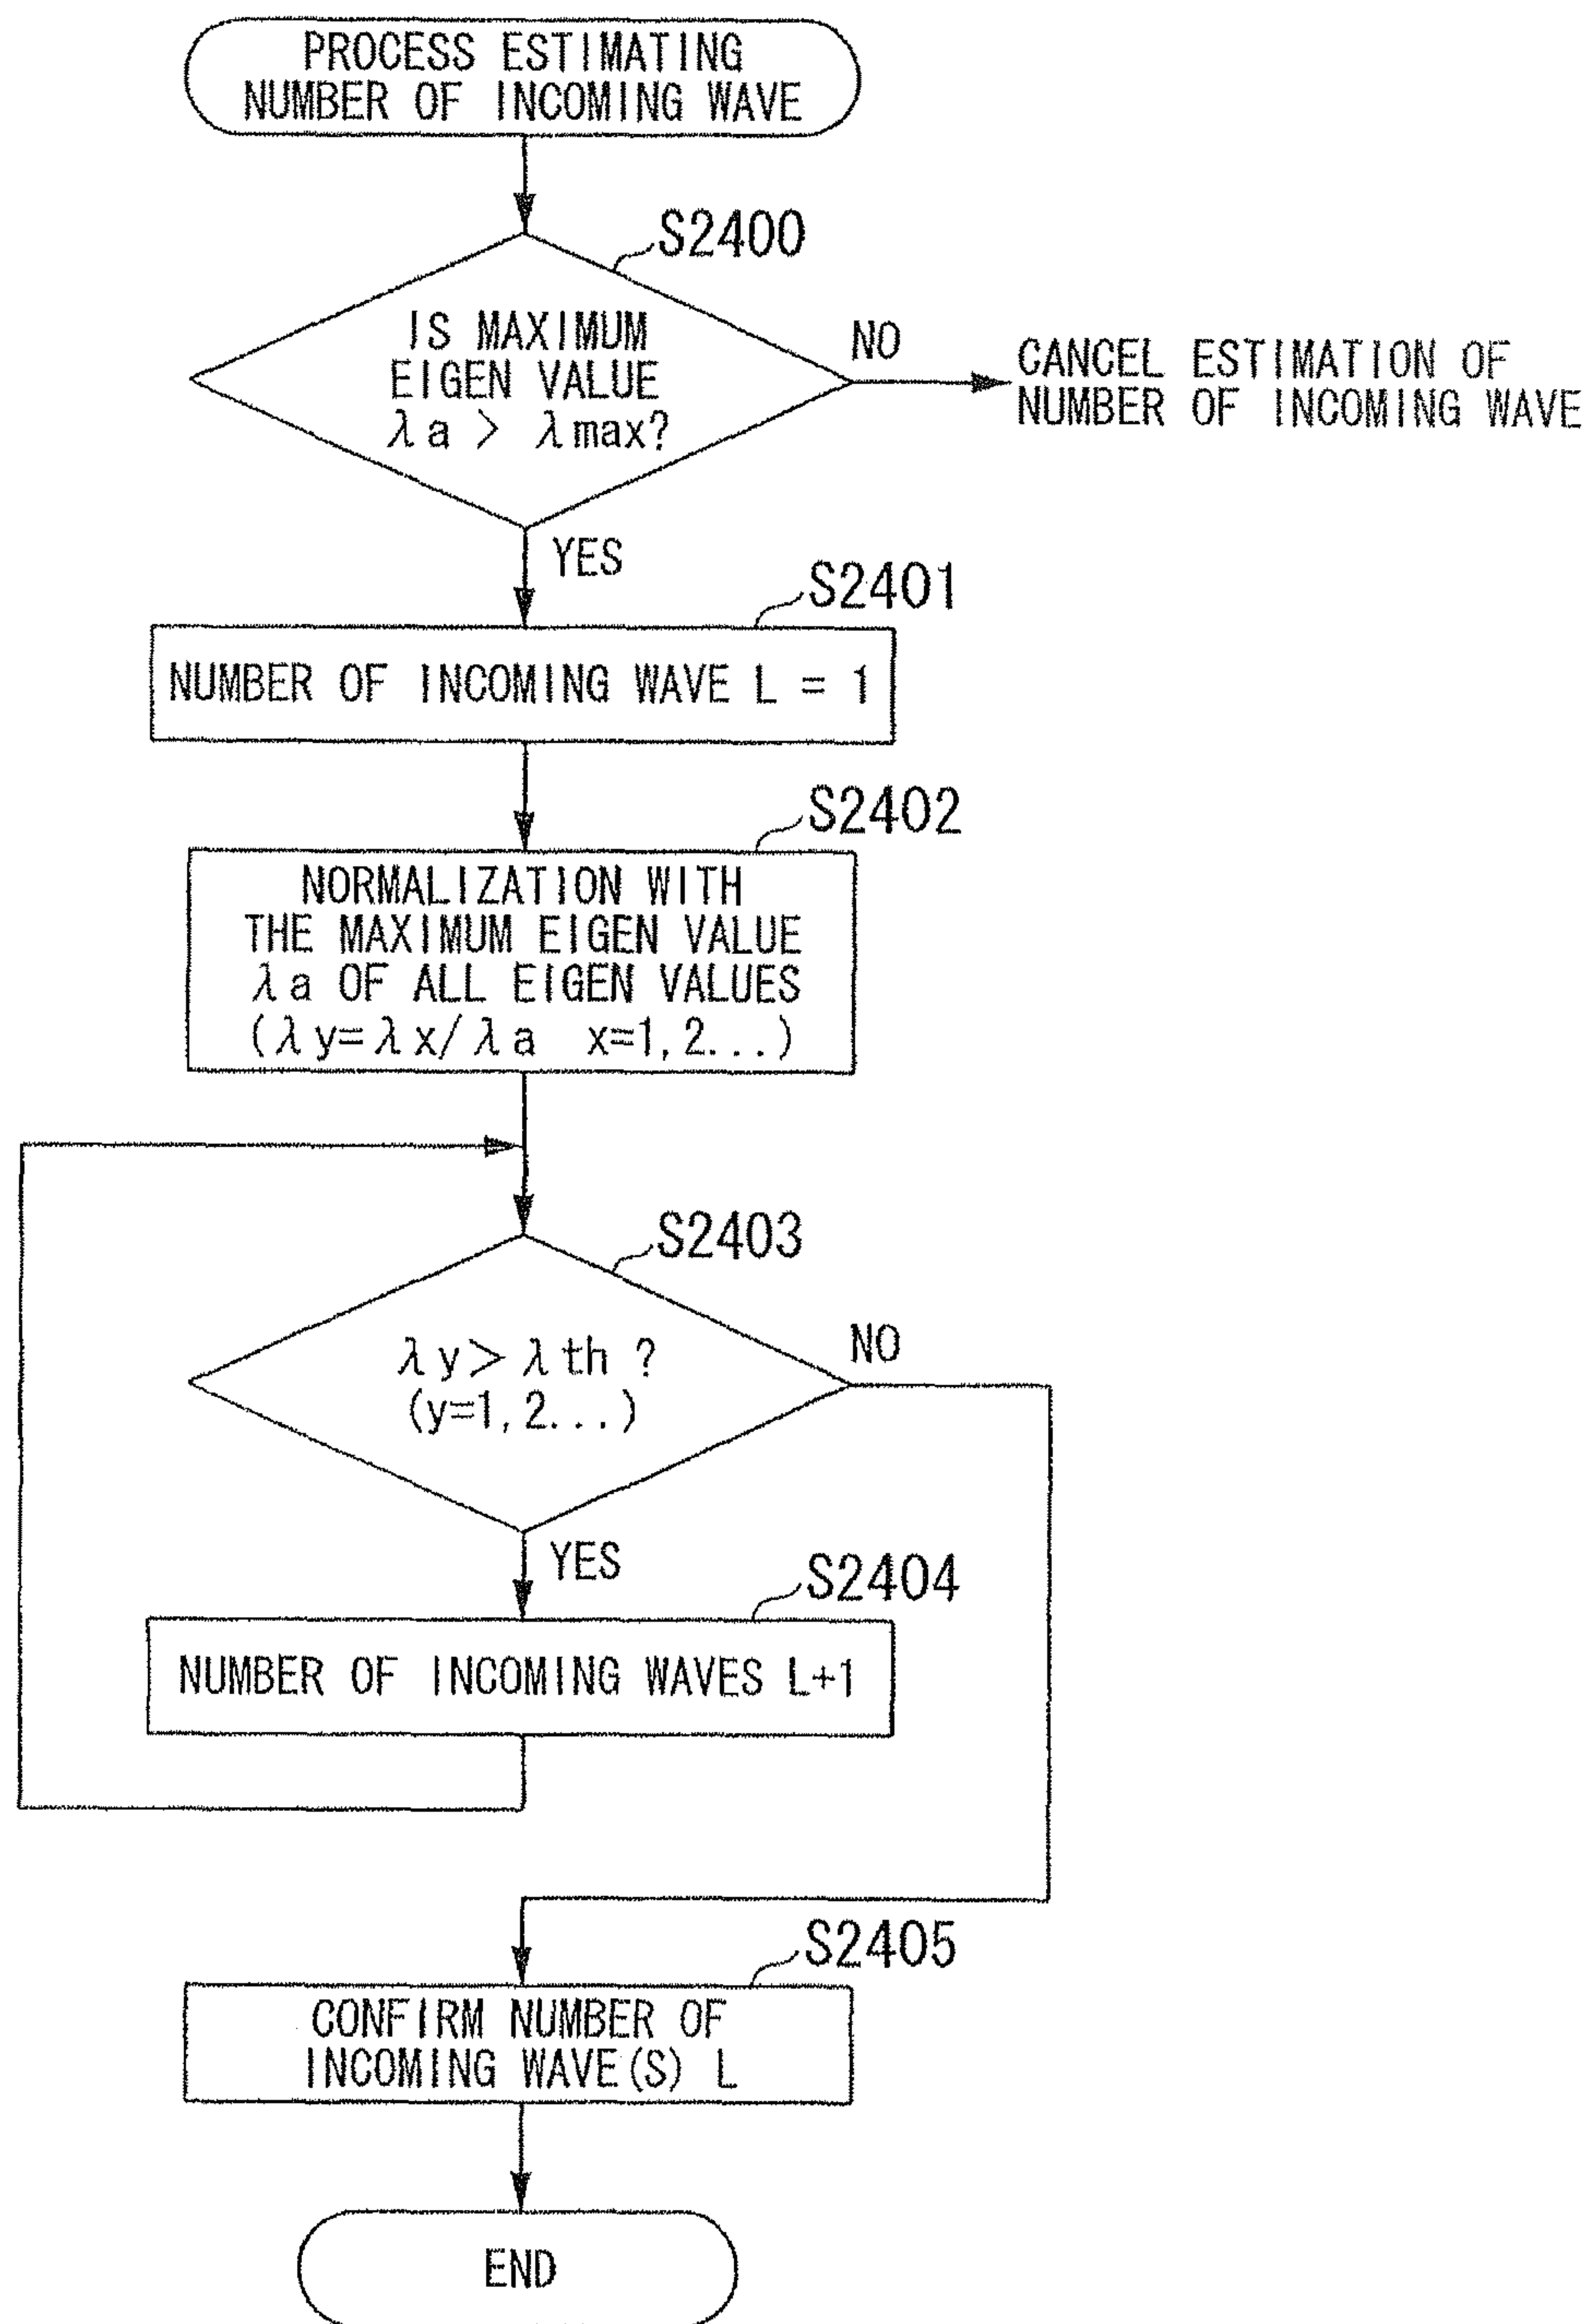 PROCESS ESTIMATING
NUMBER OF INCOMING WAVE
S2400
IS MAXIMUM
EIGEN VALUE
λa > λmax?
NO
CANCEL ESTIMATION OF
NUMBER OF INCOMING WAVE
YES
S2401
NUMBER OF INCOMING WAVE L = 1
S2402
NORMALIZATION WITH
THE MAXIMUM EIGEN VALUE
λa OF ALL EIGEN VALUES
(λy=λx/λa x=1,2...)
S2403
λy>λth ?
(y=1,2...)
NO
YES
S2404
NUMBER OF INCOMING WAVES L+1
S2405
CONFIRM NUMBER OF
INCOMING WAVE(S) L
END